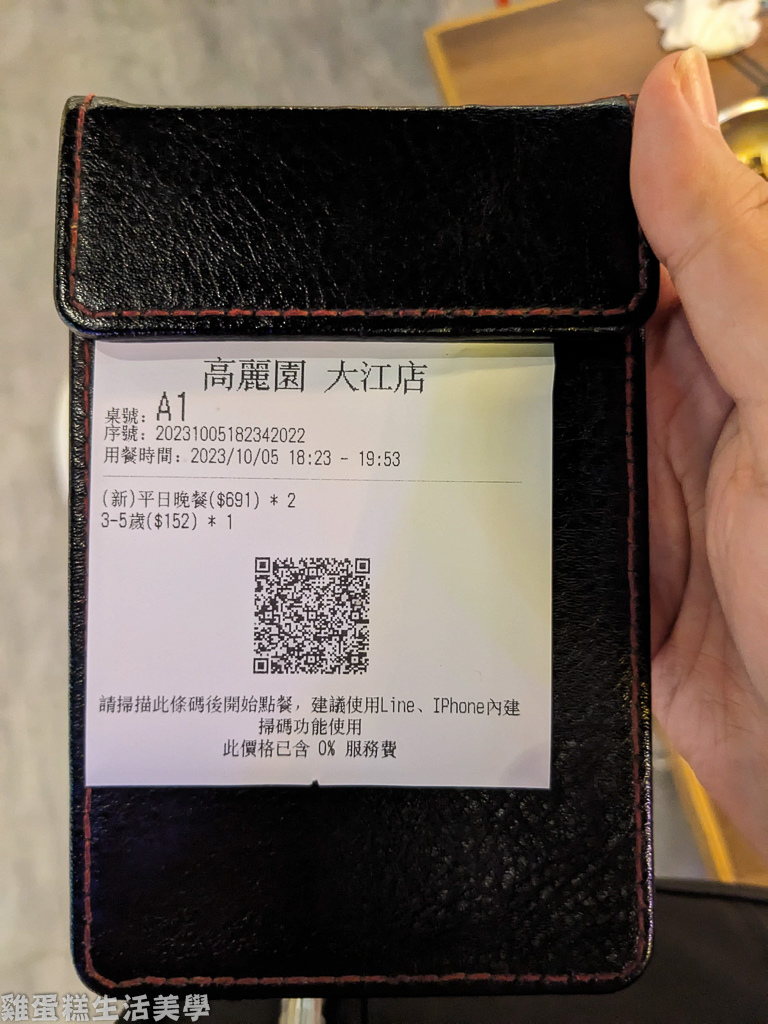 高麗園 大江店
桌號: A1
序號: 20231005182342022
用餐時間: 2023/10/05 18:23 - 19:53
(新)平日晚餐($691) * 2
3-5歲($152) * 1
請掃描此條碼後開始點餐, 建議使用Line、IPhone內建
掃碼功能使用
此價格已含 0% 服務費
雞蛋糕生活美學